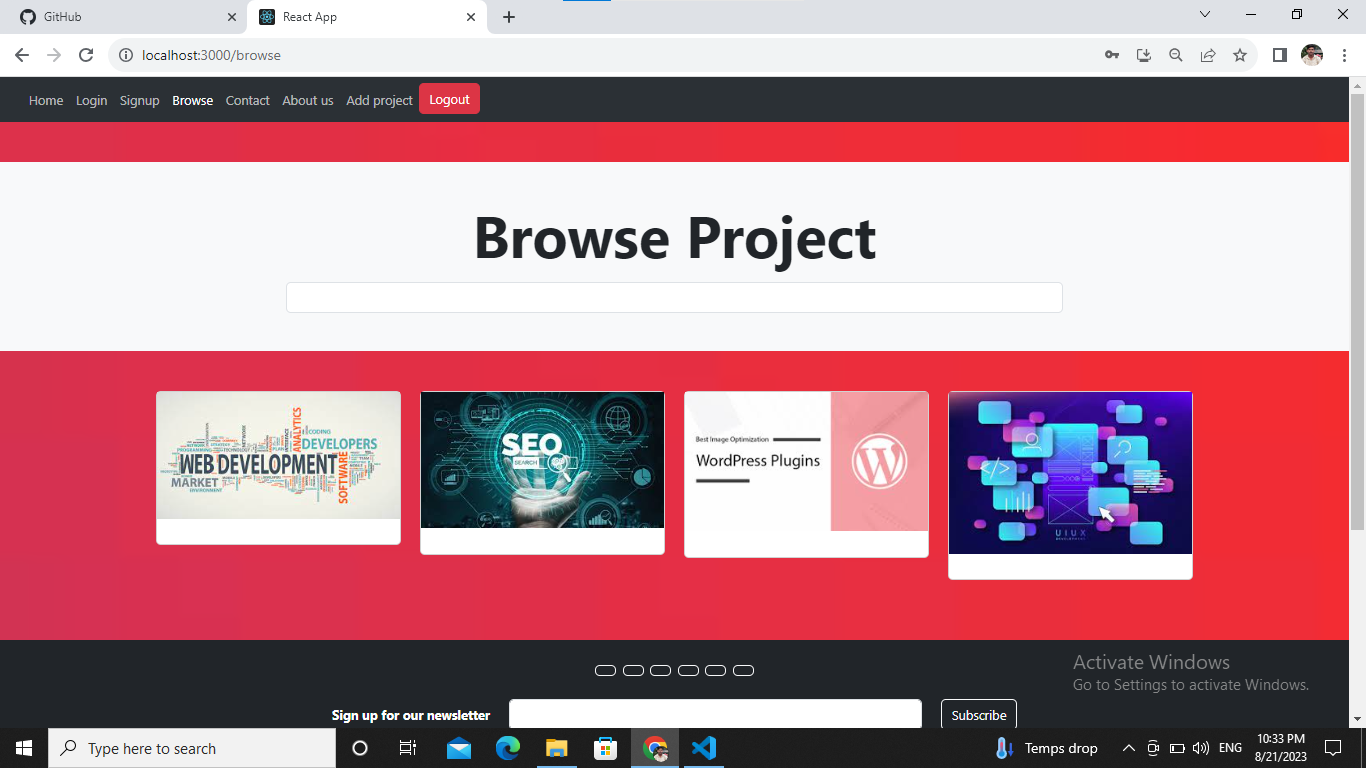 GitHub
React App
localhost:3000/browse
Home Login Signup Browse Contact About us Add project Logout
Browse Project
CODING
DEVELOPERS
ANALYTICS
WEB DEVELOPMENT
SOFTWARE
MARKET
ENVIRONMENT
SEO
SEARCH
Best Image Optimization
WordPress Plugins
UIUX
Activate Windows
Go to Settings to activate Windows.
Sign up for our newsletter
Subscribe
Type here to search
Temps drop
ENG
10:33 PM
8/21/2023